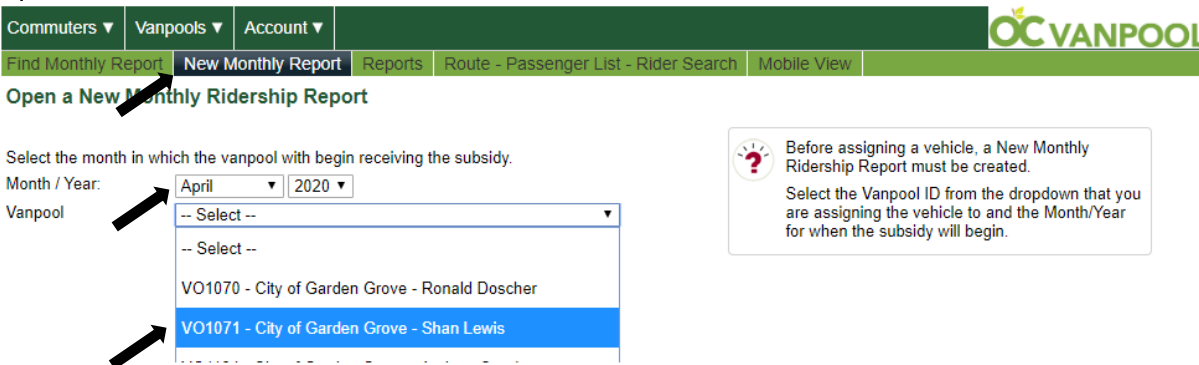 Commuters ▼ Vanpools ▼ Account ▼
OC VANPOOL
Find Monthly Report New Monthly Report Reports Route - Passenger List - Rider Search Mobile View
Open a New Monthly Ridership Report
Select the month in which the vanpool with begin receiving the subsidy.
Month / Year: April ▼ 2020 ▼
Vanpool -- Select -- ▼
-- Select --
VO1070 - City of Garden Grove - Ronald Doscher
VO1071 - City of Garden Grove - Shan Lewis
?
Before assigning a vehicle, a New Monthly
Ridership Report must be created.
Select the Vanpool ID from the dropdown that you
are assigning the vehicle to and the Month/Year
for when the subsidy will begin.